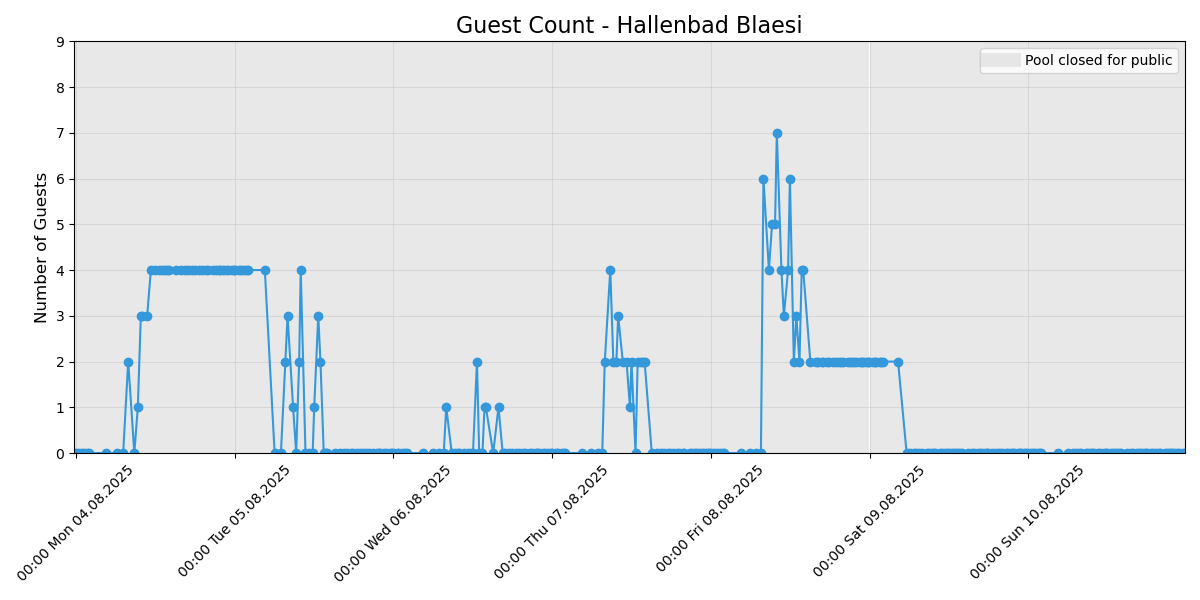 Guest Count - Hallenbad Blaesi
Pool closed for public
Number of Guests
9
8
7
6
5
4
3
2
1
0
00:00 Mon 04.08.2025
00:00 Tue 05.08.2025
00:00 Wed 06.08.2025
00:00 Thu 07.08.2025
00:00 Fri 08.08.2025
00:00 Sat 09.08.2025
00:00 Sun 10.08.2025